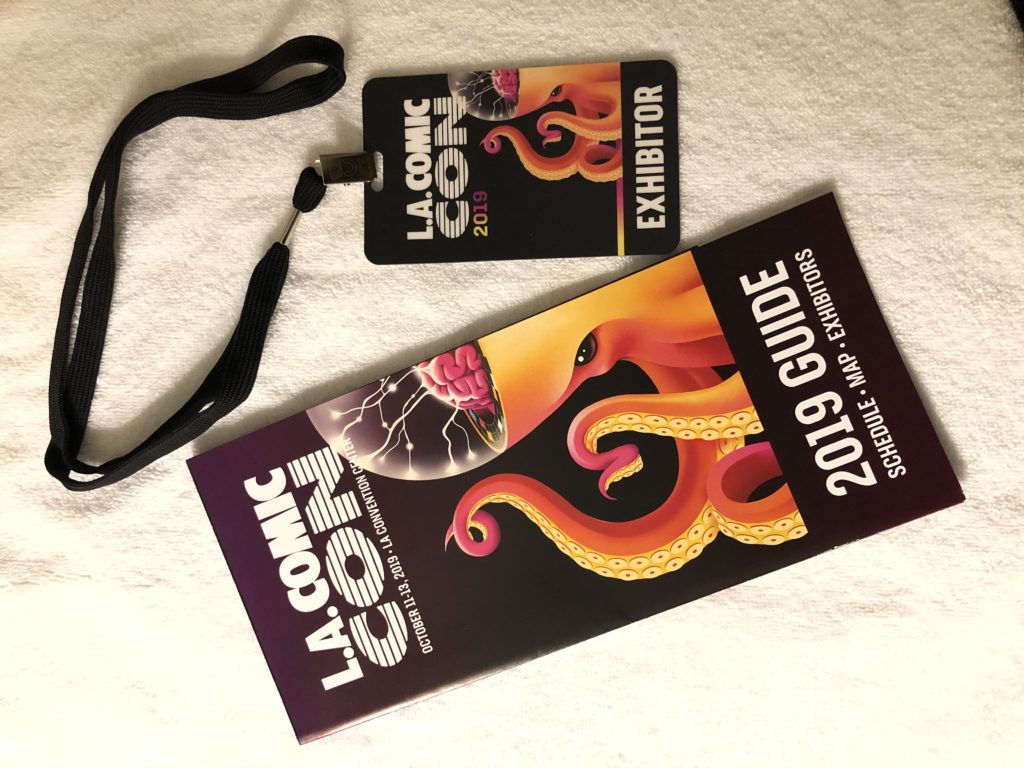 L.A. COMIC
CON
2019
EXHIBITOR
L.A. COMIC
CON
OCTOBER 11-13, 2019 • LA CONVENTION CENTER
2019 GUIDE
SCHEDULE • MAP • EXHIBITORS